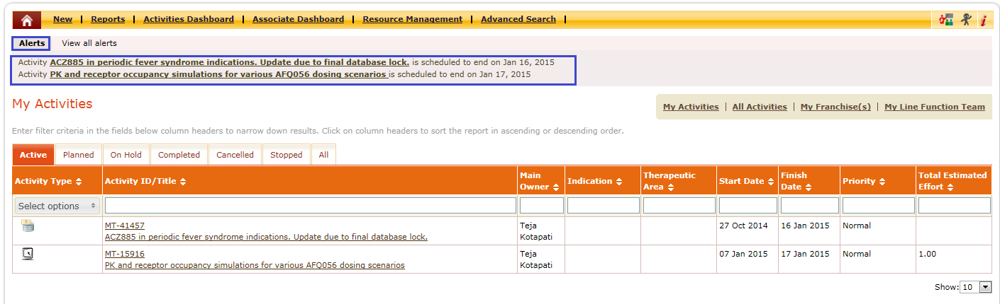 New | Reports | Activities Dashboard | Associate Dashboard | Resource Management | Advanced Search |
Alerts View all alerts
Activity ACZ885 in periodic fever syndrome indications. Update due to final database lock. is scheduled to end on Jan 16, 2015
Activity PK and receptor occupancy simulations for various AFQ056 dosing scenarios is scheduled to end on Jan 17, 2015
My Activities
My Activities | All Activities | My Franchise(s) | My Line Function Team
Enter filter criteria in the fields below column headers to narrow down results. Click on column headers to sort the report in ascending or descending order.
Active Planned On Hold Completed Cancelled Stopped All
Activity Type Activity ID/Title Main Owner Indication Therapeutic Area Start Date Finish Date Priority Total Estimated Effort
Select options
MT-41457 Teja Kotapati 27 Oct 2014 16 Jan 2015 Normal
ACZ885 in periodic fever syndrome indications. Update due to final database lock.
MT-15916 Teja Kotapati 07 Jan 2015 17 Jan 2015 Normal 1.00
PK and receptor occupancy simulations for various AFQ056 dosing scenarios
Show: 10